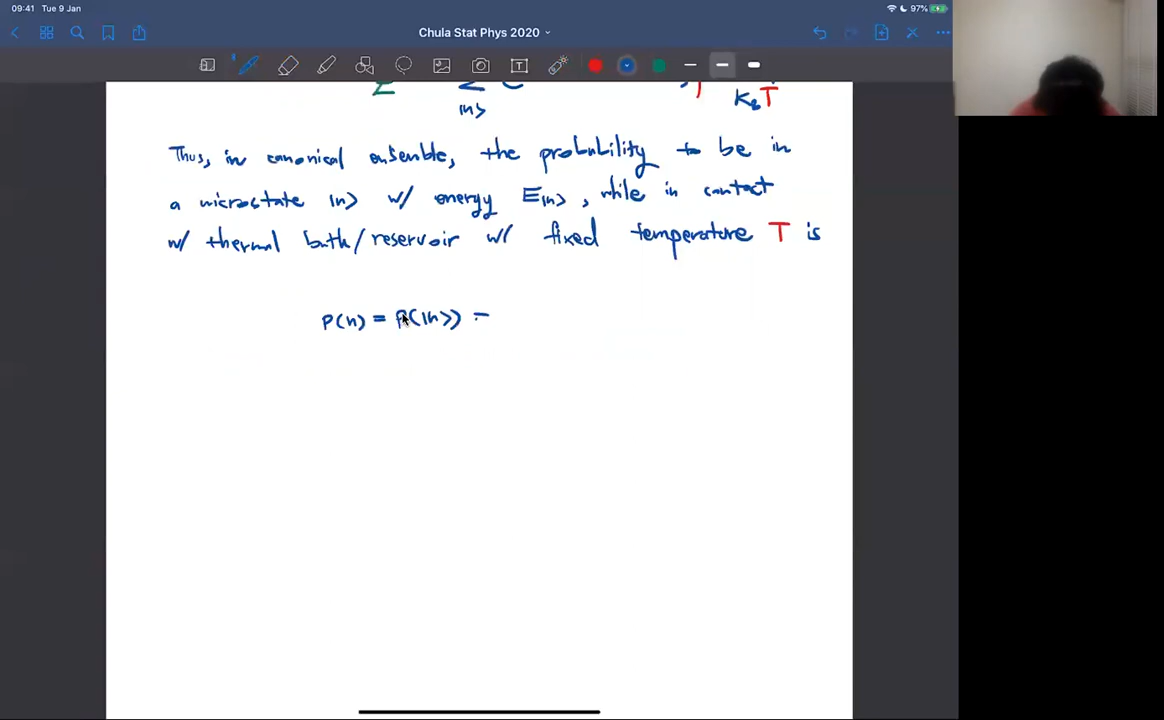 09:41 Tue 9 Jan
97%
Chula Stat Phys 2020
|n>
K_B T
Thus, in canonical ensemble, the probability to be in
a microstate |n> w/ energy E_|n>, while in contact
w/ thermal bath/reservoir w/ fixed temperature T is
P(n) = P(|n>) =